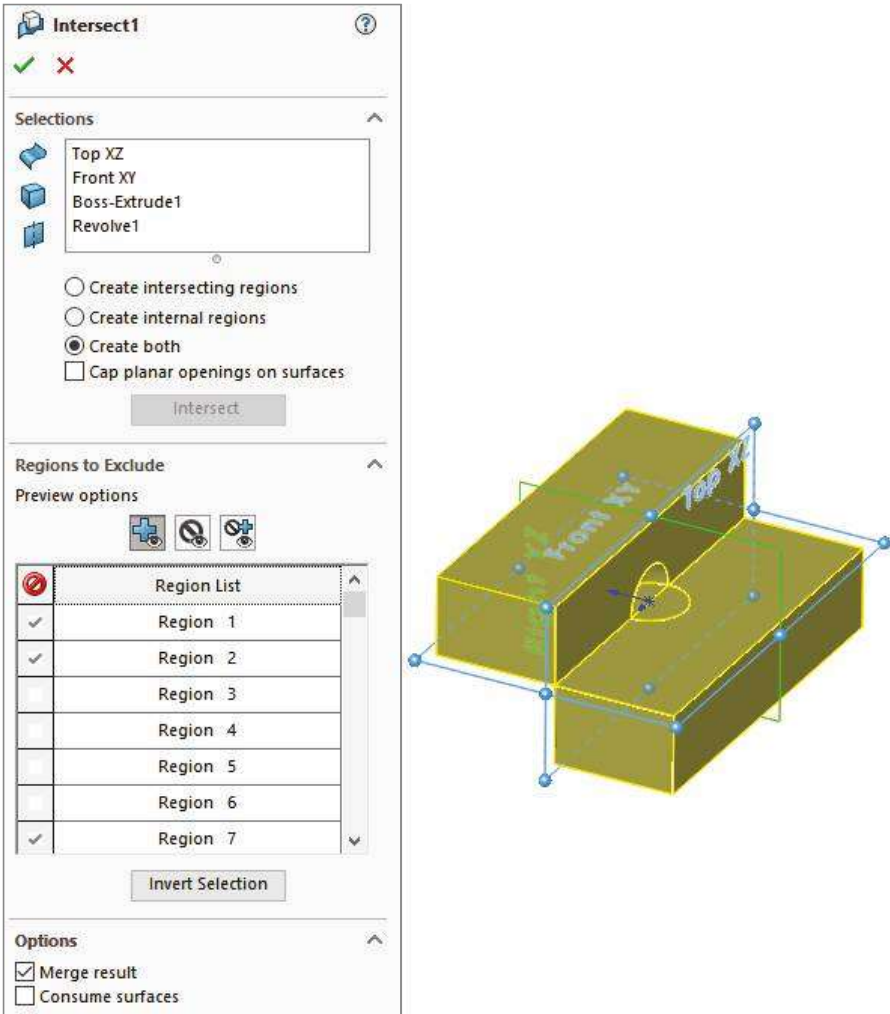 Intersect1
Selections
Top XZ
Front XY
Boss-Extrude1
Revolve1
Create intersecting regions
Create internal regions
Create both
Cap planar openings on surfaces
Intersect
Regions to Exclude
Preview options
Region List
Region 1
Region 2
Region 3
Region 4
Region 5
Region 6
Region 7
Invert Selection
Options
Merge result
Consume surfaces
Top XZ
Front XY
Right YZ